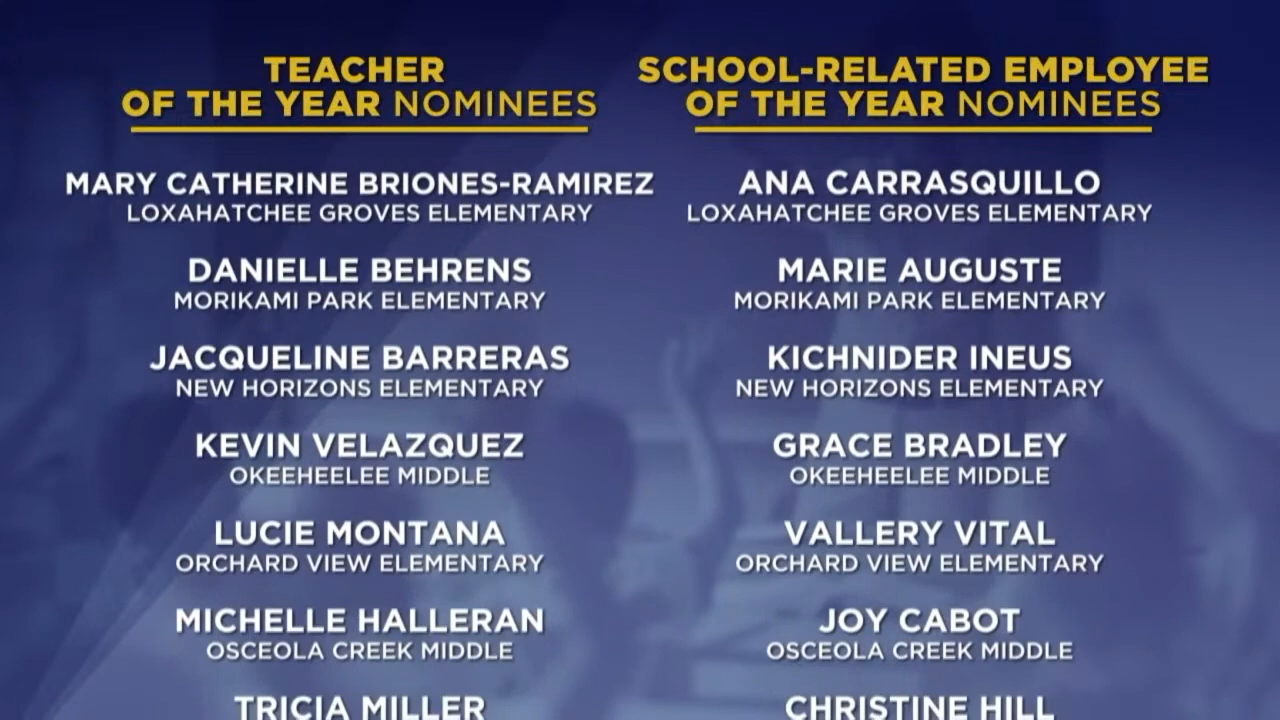 TEACHER
OF THE YEAR NOMINEES
MARY CATHERINE BRIONES-RAMIREZ
LOXAHATCHEE GROVES ELEMENTARY
DANIELLE BEHRENS
MORIKAMI PARK ELEMENTARY
JACQUELINE BARRERAS
NEW HORIZONS ELEMENTARY
KEVIN VELAZQUEZ
OKEEHEELEE MIDDLE
LUCIE MONTANA
ORCHARD VIEW ELEMENTARY
MICHELLE HALLERAN
OSCEOLA CREEK MIDDLE
TRICIA MILLER
SCHOOL-RELATED EMPLOYEE
OF THE YEAR NOMINEES
ANA CARRASQUILLO
LOXAHATCHEE GROVES ELEMENTARY
MARIE AUGUSTE
MORIKAMI PARK ELEMENTARY
KICHNIDER INEUS
NEW HORIZONS ELEMENTARY
GRACE BRADLEY
OKEEHEELEE MIDDLE
VALLERY VITAL
ORCHARD VIEW ELEMENTARY
JOY CABOT
OSCEOLA CREEK MIDDLE
CHRISTINE HILL